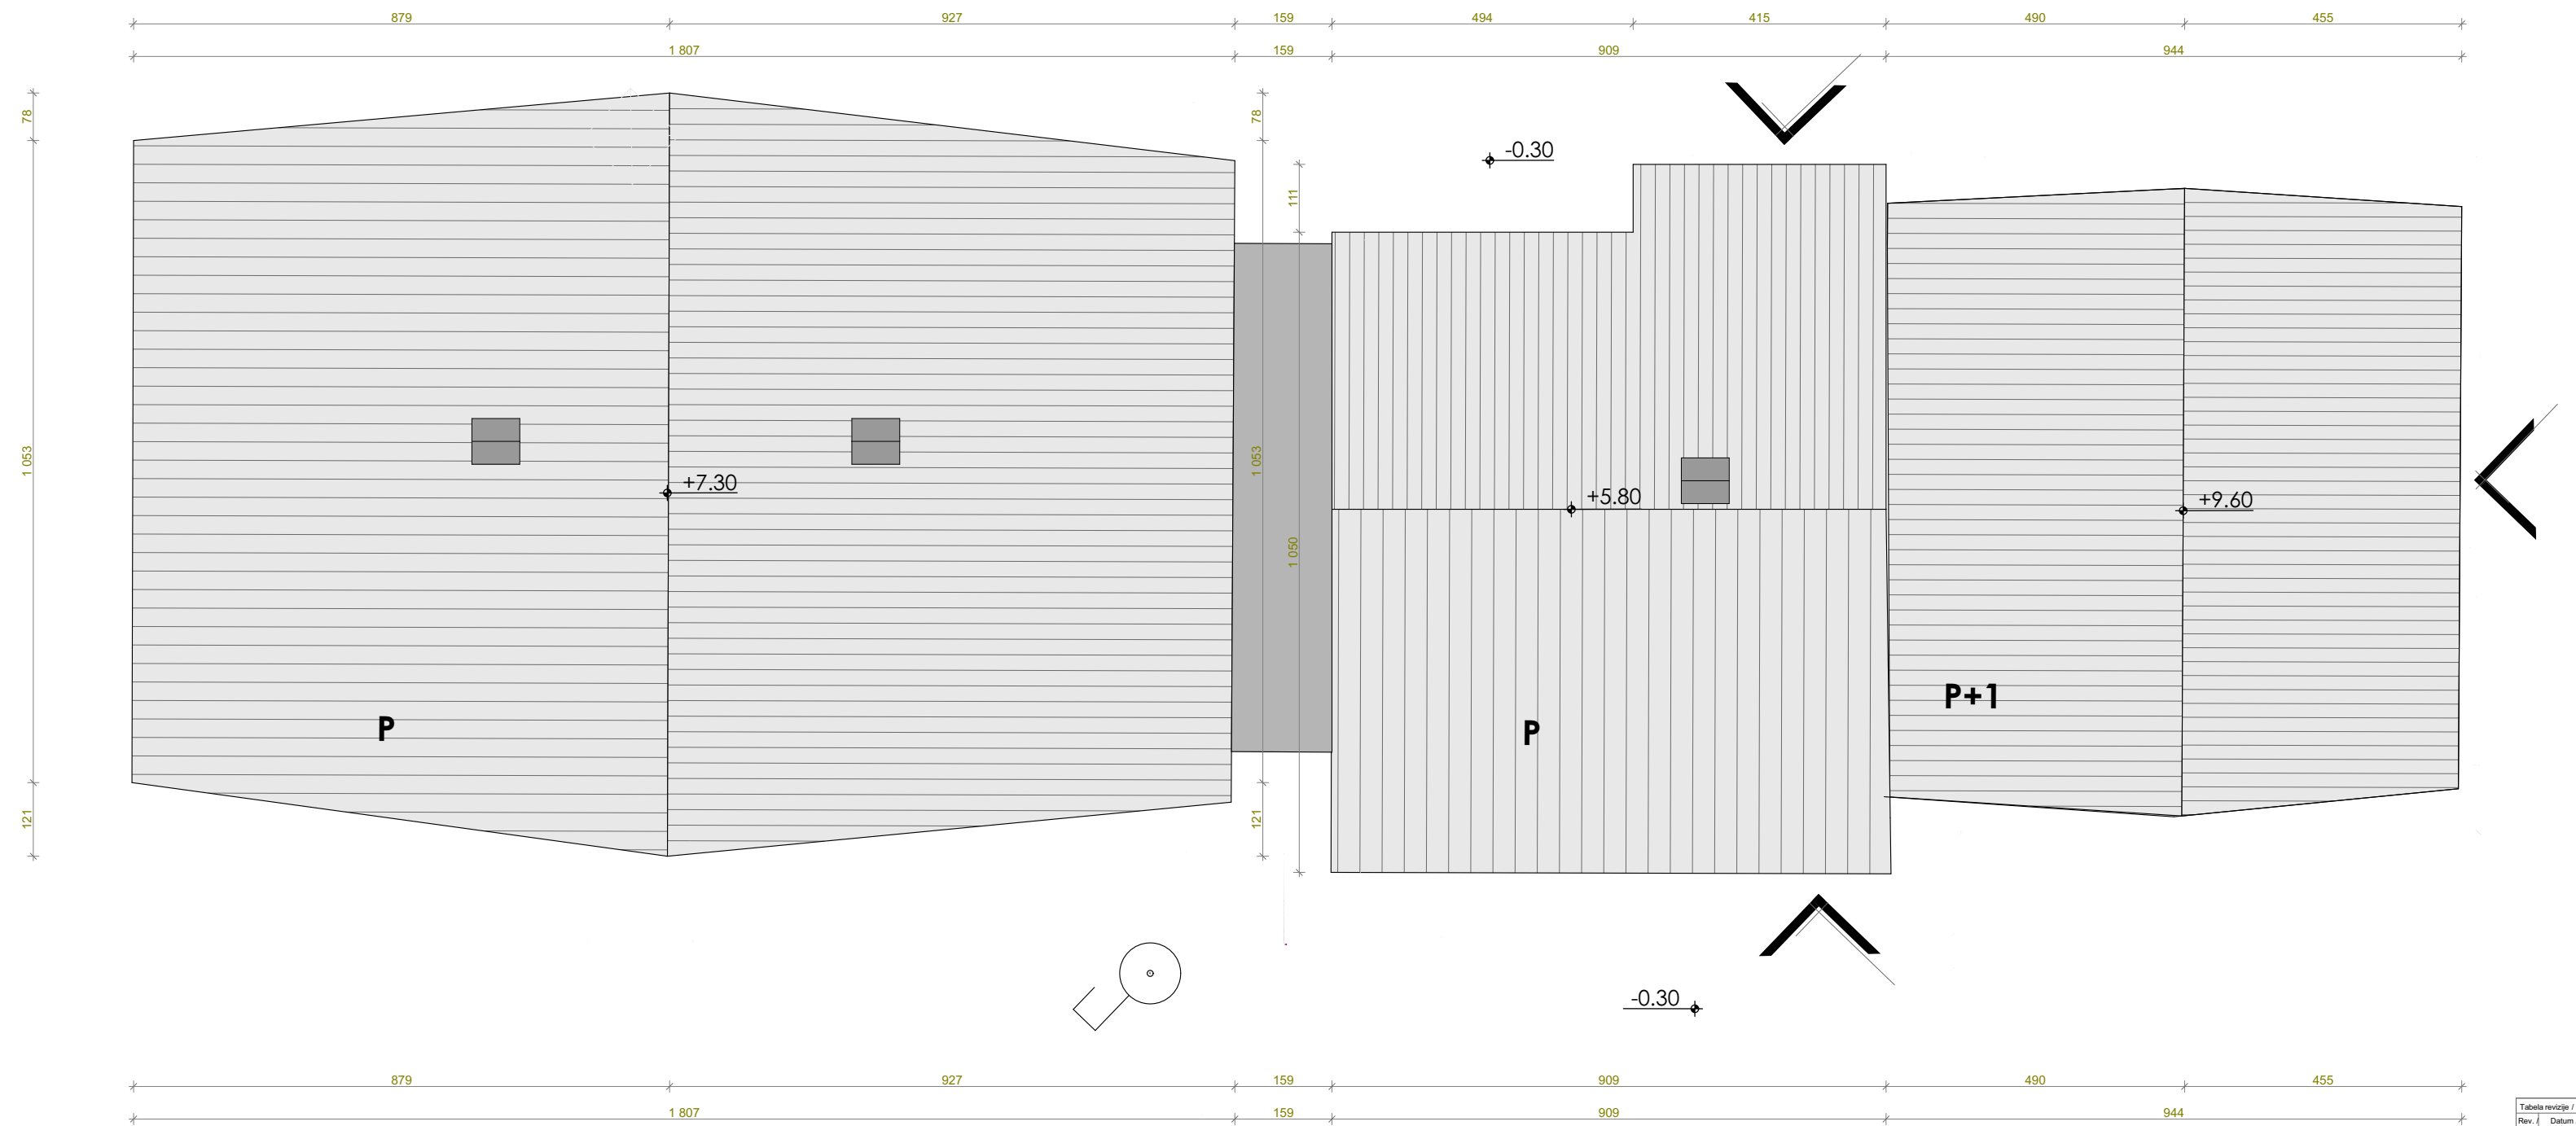 879 927 159 494 415 490 455
1 807 159 909 944
78 78
-0.30
111
1 053 1 053
+7.30 +5.80 +9.60
1 050
P P P+1
121 121
-0.30
879 927 159 909 490 455
1 807 159 909 944
Tabela revizije /
Rev. / Datum